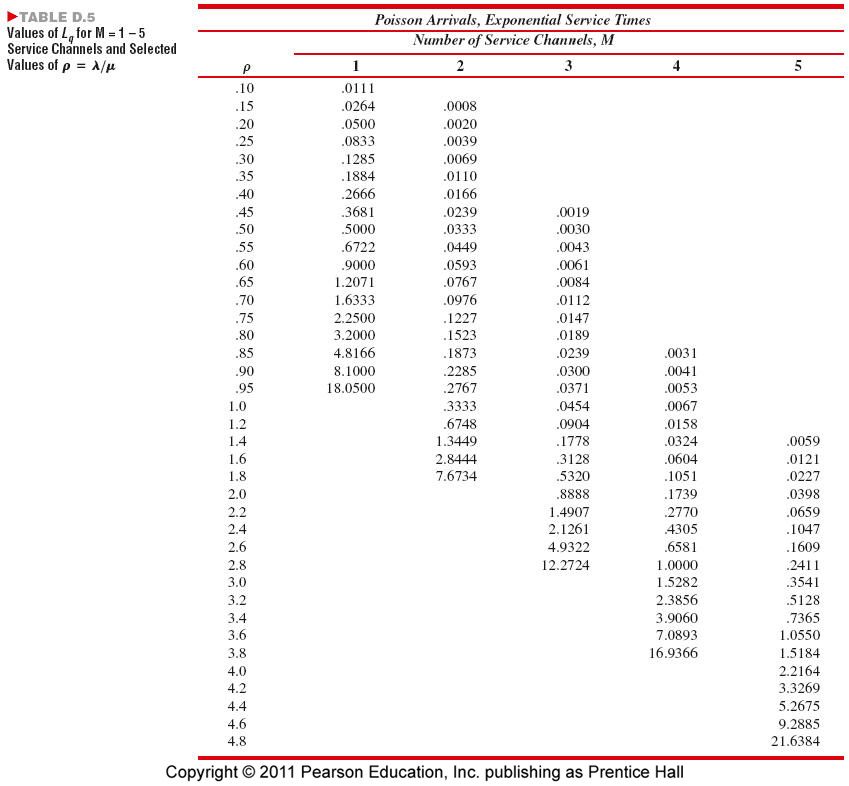 ►TABLE D.5
Values of Lq for M = 1 – 5
Service Channels and Selected
Values of ρ = λ/μ
Poisson Arrivals, Exponential Service Times
Number of Service Channels, M
ρ 1 2 3 4 5
.10 .0111
.15 .0264 .0008
.20 .0500 .0020
.25 .0833 .0039
.30 .1285 .0069
.35 .1884 .0110
.40 .2666 .0166
.45 .3681 .0239 .0019
.50 .5000 .0333 .0030
.55 .6722 .0449 .0043
.60 .9000 .0593 .0061
.65 1.2071 .0767 .0084
.70 1.6333 .0976 .0112
.75 2.2500 .1227 .0147
.80 3.2000 .1523 .0189
.85 4.8166 .1873 .0239 .0031
.90 8.1000 .2285 .0300 .0041
.95 18.0500 .2767 .0371 .0053
1.0 .3333 .0454 .0067
1.2 .6748 .0904 .0158
1.4 1.3449 .1778 .0324 .0059
1.6 2.8444 .3128 .0604 .0121
1.8 7.6734 .5320 .1051 .0227
2.0 .8888 .1739 .0398
2.2 1.4907 .2770 .0659
2.4 2.1261 .4305 .1047
2.6 4.9322 .6581 .1609
2.8 12.2724 1.0000 .2411
3.0 1.5282 .3541
3.2 2.3856 .5128
3.4 3.9060 .7365
3.6 7.0893 1.0550
3.8 16.9366 1.5184
4.0 2.2164
4.2 3.3269
4.4 5.2675
4.6 9.2885
4.8 21.6384
Copyright © 2011 Pearson Education, Inc. publishing as Prentice Hall